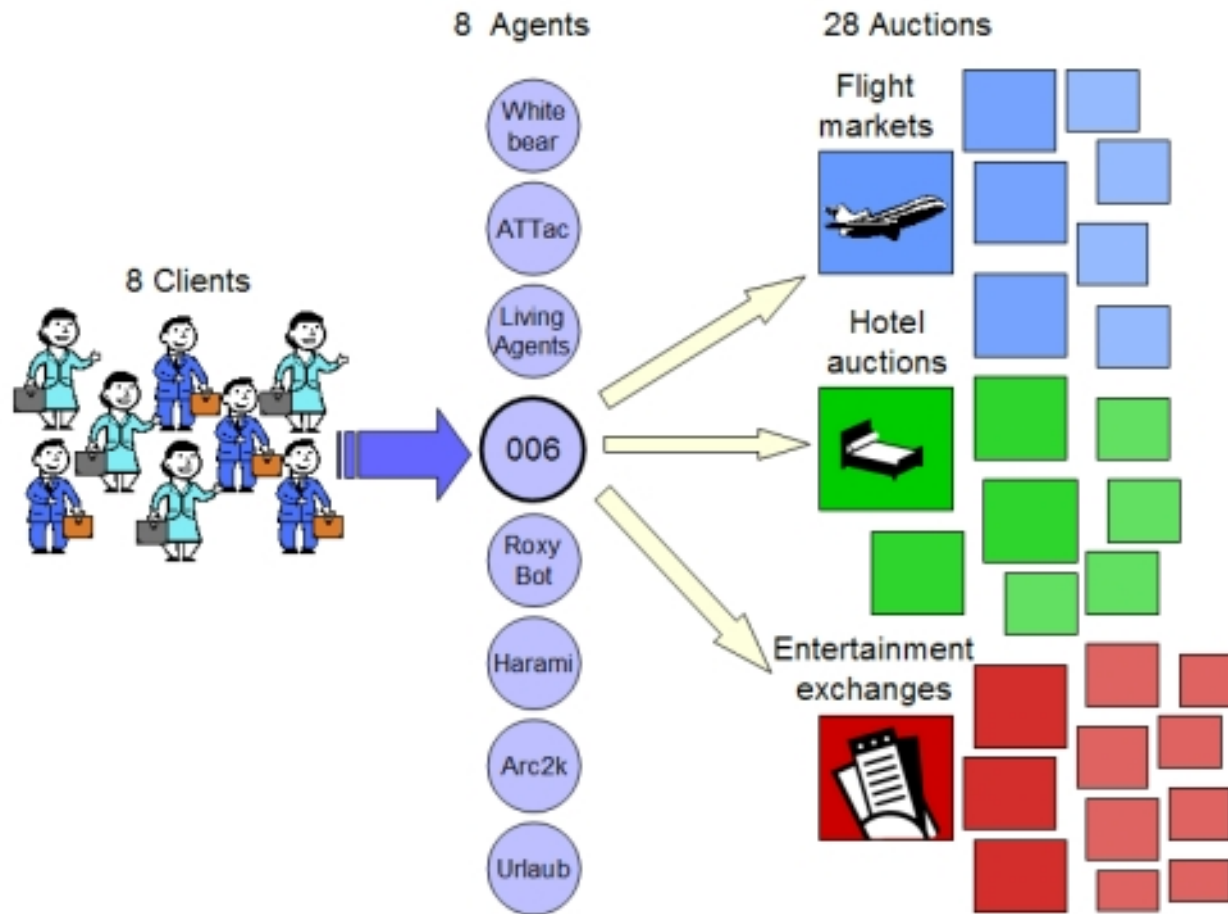 8 Agents
28 Auctions
White
bear
ATTac
Living
Agents
006
Roxy
Bot
Harami
Arc2k
Urlaub
8 Clients
Flight
markets
Hotel
auctions
Entertainment
exchanges